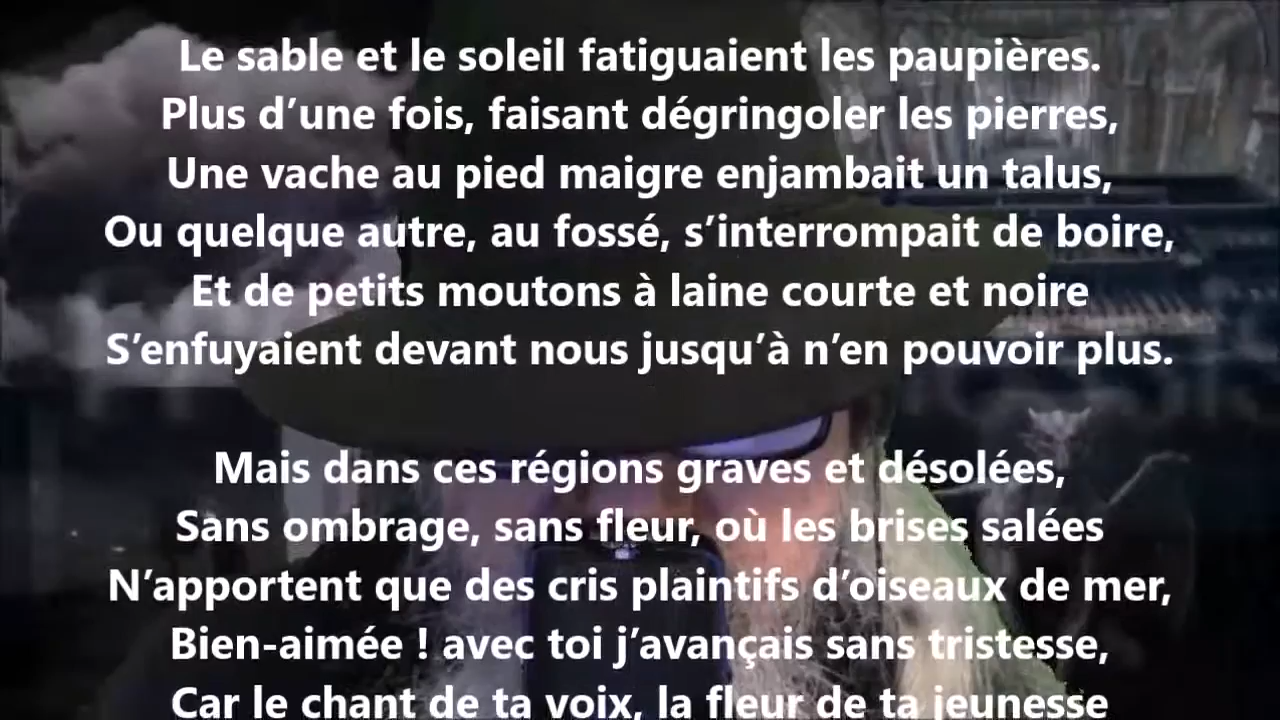 Le sable et le soleil fatiguaient les paupières.
Plus d’une fois, faisant dégringoler les pierres,
Une vache au pied maigre enjambait un talus,
Ou quelque autre, au fossé, s’interrompait de boire,
Et de petits moutons à laine courte et noire
S’enfuyaient devant nous jusqu’à n’en pouvoir plus.
Mais dans ces régions graves et désolées,
Sans ombrage, sans fleur, où les brises salées
N’apportent que des cris plaintifs d’oiseaux de mer,
Bien-aimée ! avec toi j’avançais sans tristesse,
Car le chant de ta voix, la fleur de ta jeunesse